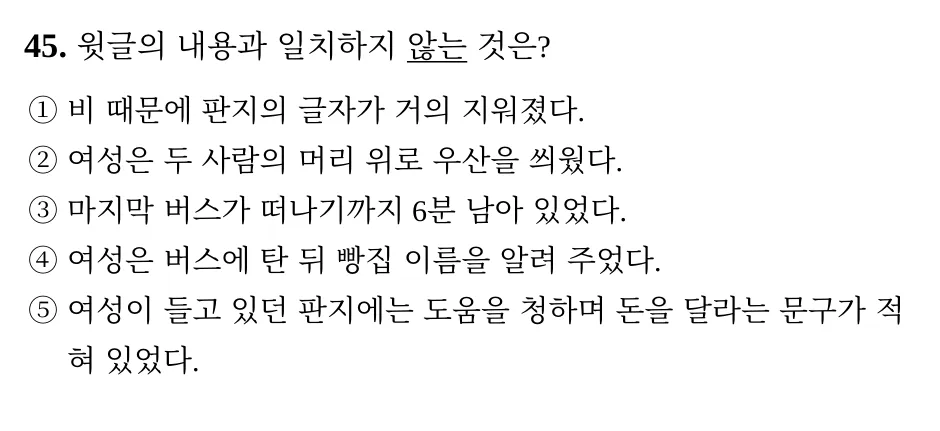 45. 윗글의 내용과 일치하지 않는 것은?
① 비 때문에 판지의 글자가 거의 지워졌다.
② 여성은 두 사람의 머리 위로 우산을 씌웠다.
③ 마지막 버스가 떠나기까지 6분 남아 있었다.
④ 여성은 버스에 탄 뒤 빵집 이름을 알려 주었다.
⑤ 여성이 들고 있던 판지에는 도움을 청하며 돈을 달라는 문구가 적
혀 있었다.